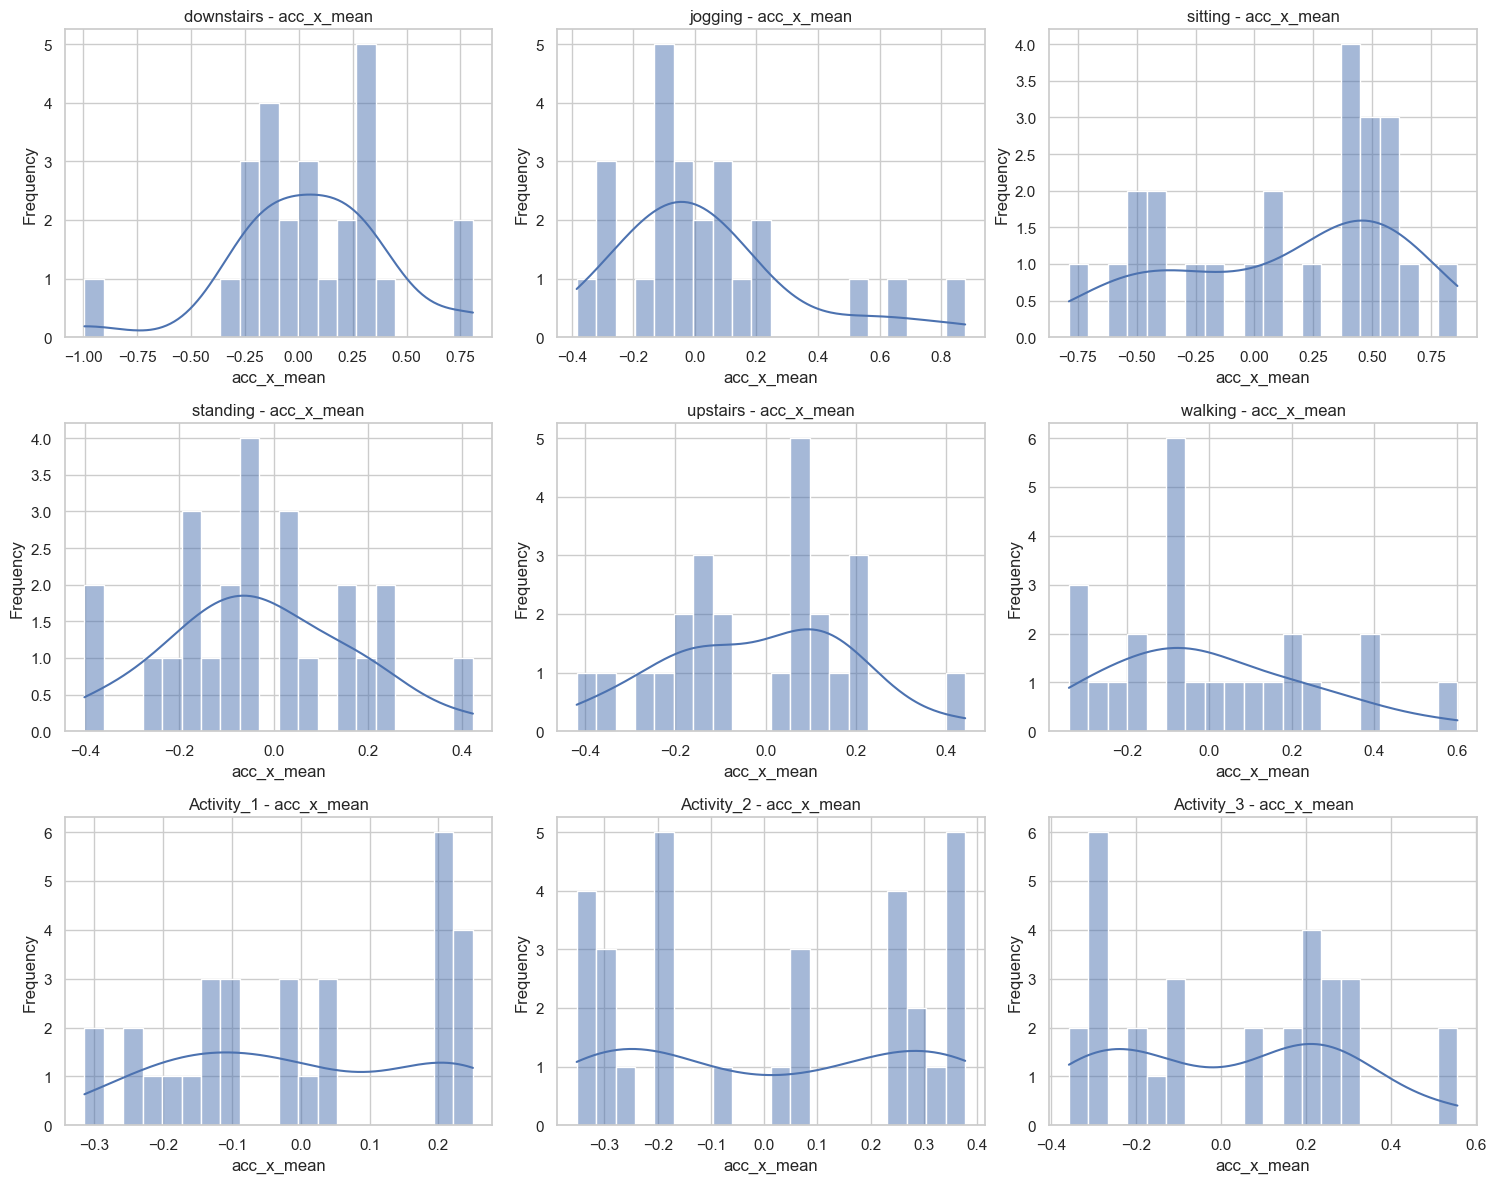 downstairs - acc_x_mean
jogging - acc_x_mean
sitting - acc_x_mean
Frequency
0
1
2
3
4
5
−1.00 −0.75 −0.50 −0.25 0.00 0.25 0.50 0.75
acc_x_mean
Frequency
0
1
2
3
4
5
−0.4 −0.2 0.0 0.2 0.4 0.6 0.8
acc_x_mean
Frequency
0.0
0.5
1.0
1.5
2.0
2.5
3.0
3.5
4.0
−0.75 −0.50 −0.25 0.00 0.25 0.50 0.75
acc_x_mean
standing - acc_x_mean
upstairs - acc_x_mean
walking - acc_x_mean
Frequency
0.0
0.5
1.0
1.5
2.0
2.5
3.0
3.5
4.0
−0.4 −0.2 0.0 0.2 0.4
acc_x_mean
Frequency
0
1
2
3
4
5
−0.4 −0.2 0.0 0.2 0.4
acc_x_mean
Frequency
0
1
2
3
4
5
6
−0.2 0.0 0.2 0.4 0.6
acc_x_mean
Activity_1 - acc_x_mean
Activity_2 - acc_x_mean
Activity_3 - acc_x_mean
Frequency
0
1
2
3
4
5
6
−0.3 −0.2 −0.1 0.0 0.1 0.2
acc_x_mean
Frequency
0
1
2
3
4
5
−0.3 −0.2 −0.1 0.0 0.1 0.2 0.3 0.4
acc_x_mean
Frequency
0
1
2
3
4
5
6
−0.4 −0.2 0.0 0.2 0.4 0.6
acc_x_mean